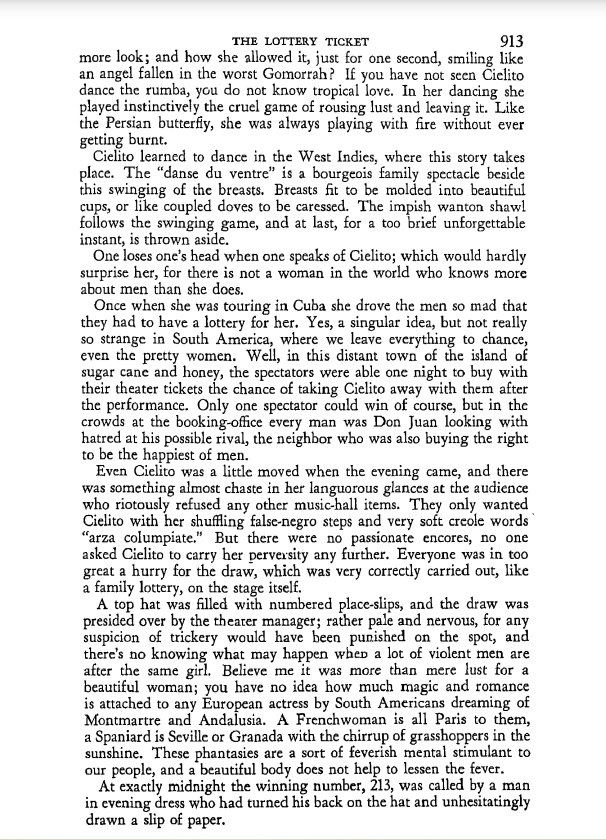 THE LOTTERY TICKET 913
more look; and how she allowed it, just for one second, smiling like
an angel fallen in the worst Gomorrah? If you have not seen Cielito
dance the rumba, you do not know tropical love. In her dancing she
played instinctively the cruel game of rousing lust and leaving it. Like
the Persian butterfly, she was always playing with fire without ever
getting burnt.
Cielito learned to dance in the West Indies, where this story takes
place. The “danse du ventre” is a bourgeois family spectacle beside
this swinging of the breasts. Breasts fit to be molded into beautiful
cups, or like coupled doves to be caressed. The impish wanton shawl
follows the swinging game, and at last, for a too brief unforgettable
instant, is thrown aside.
One loses one's head when one speaks of Cielito; which would hardly
surprise her, for there is not a woman in the world who knows more
about men than she does.
Once when she was touring in Cuba she drove the men so mad that
they had to have a lottery for her. Yes, a singular idea, but not really
so strange in South America, where we leave everything to chance,
even the pretty women. Well, in this distant town of the island of
sugar cane and honey, the spectators were able one night to buy with
their theater tickets the chance of taking Cielito away with them after
the performance. Only one spectator could win of course, but in the
crowds at the booking-office every man was Don Juan looking with
hatred at his possible rival, the neighbor who was also buying the right
to be the happiest of men.
Even Cielito was a little moved when the evening came, and there
was something almost chaste in her languorous glances at the audience
who riotously refused any other music-hall items. They only wanted
Cielito with her shuffling false-negro steps and very soft creole words
“arza columpiate.” But there were no passionate encores, no one
asked Cielito to carry her perversity any further. Everyone was in too
great a hurry for the draw, which was very correctly carried out, like
a family lottery, on the stage itself.
A top hat was filled with numbered place-slips, and the draw was
presided over by the theater manager; rather pale and nervous, for any
suspicion of trickery would have been punished on the spot, and
there's no knowing what may happen when a lot of violent men are
after the same girl. Believe me it was more than mere lust for a
beautiful woman; you have no idea how much magic and romance
is attached to any European actress by South Americans dreaming of
Montmartre and Andalusia. A Frenchwoman is all Paris to them,
a Spaniard is Seville or Granada with the chirrup of grasshoppers in the
sunshine. These phantasies are a sort of feverish mental stimulant to
our people, and a beautiful body does not help to lessen the fever.
At exactly midnight the winning number, 213, was called by a man
in evening dress who had turned his back on the hat and unhesitatingly
drawn a slip of paper.